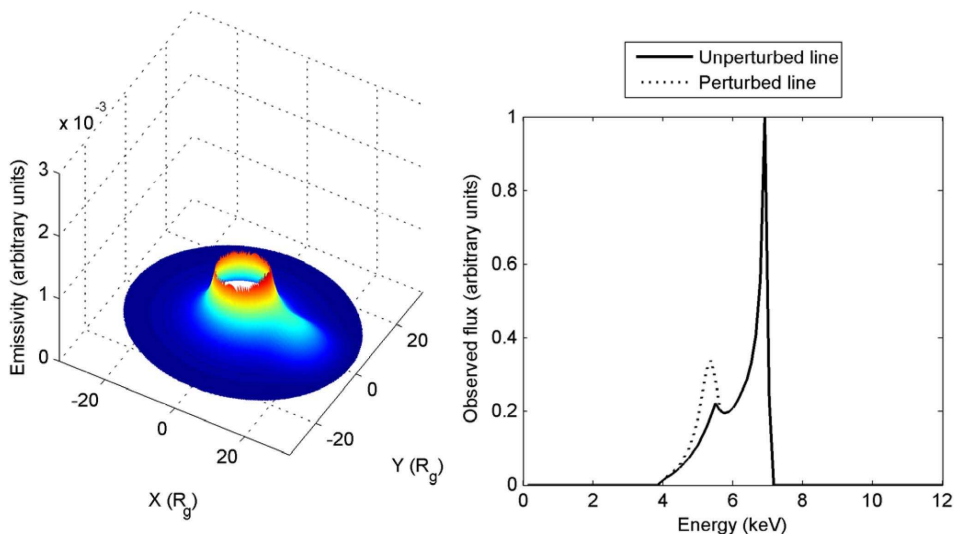 x 10⁻³
3
2
1
0
Emissivity (arbitrary units)
-20
0
20
X (R_g)
-20
0
20
Y (R_g)
Unperturbed line
Perturbed line
1
0.8
0.6
0.4
0.2
0
Observed flux (arbitrary units)
0 2 4 6 8 10 12
Energy (keV)